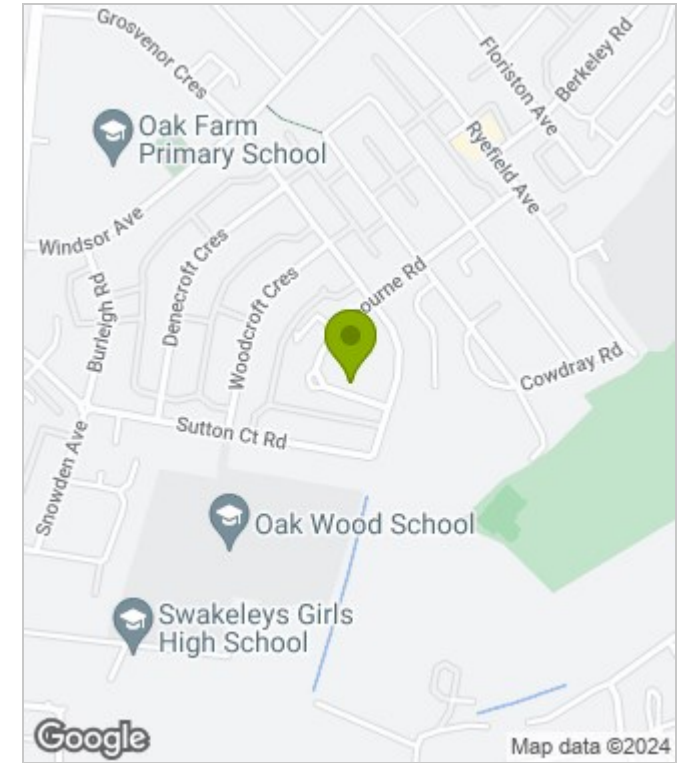 Grosvenor Cres
Floriston Ave
Berkeley Rd
Oak Farm
Primary School
Ryefield Ave
Windsor Ave
Denecroft Cres
Woodcroft Cres
ourne Rd
Burleigh Rd
Cowdray Rd
Sutton Ct Rd
Snowden Ave
Oak Wood School
Swakeleys Girls
High School
Google
Map data ©2024